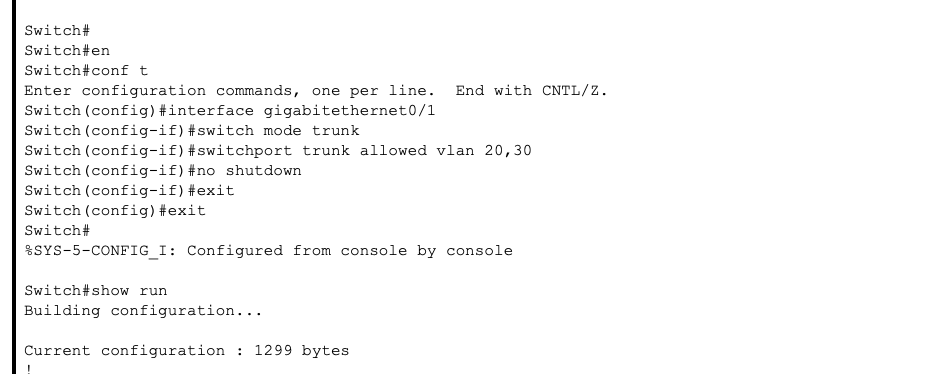 Switch#
Switch#en
Switch#conf t
Enter configuration commands, one per line.  End with CNTL/Z.
Switch(config)#interface gigabitethernet0/1
Switch(config-if)#switch mode trunk
Switch(config-if)#switchport trunk allowed vlan 20,30
Switch(config-if)#no shutdown
Switch(config-if)#exit
Switch(config)#exit
Switch#
%SYS-5-CONFIG_I: Configured from console by console
Switch#show run
Building configuration...
Current configuration : 1299 bytes
!